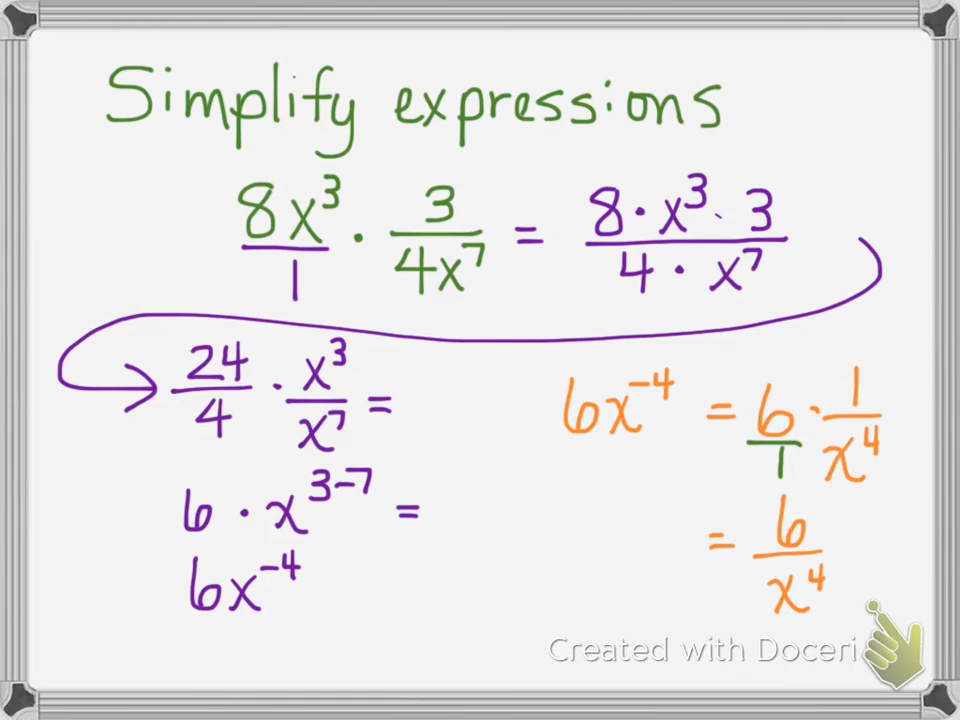 Simplify expressions
8x³/1 · 3/4x⁷ = 8·x³·3/4·x⁷
24/4 · x³/x⁷ =
6 · x³⁻⁷ =
6x⁻⁴
6x⁻⁴ = 6/1 · 1/x⁴
= 6/x⁴
Created with Doceri